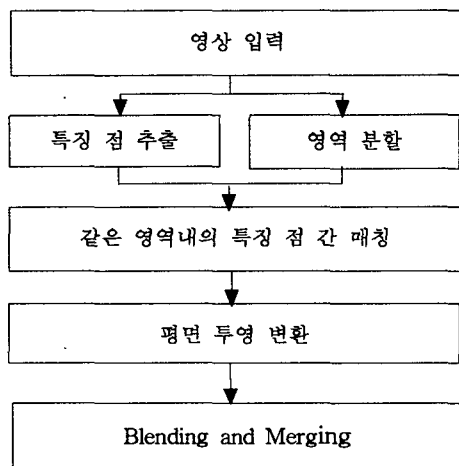 영상 입력
특징 점 추출
영역 분할
같은 영역내의 특징 점 간 매칭
평면 투영 변환
Blending and Merging